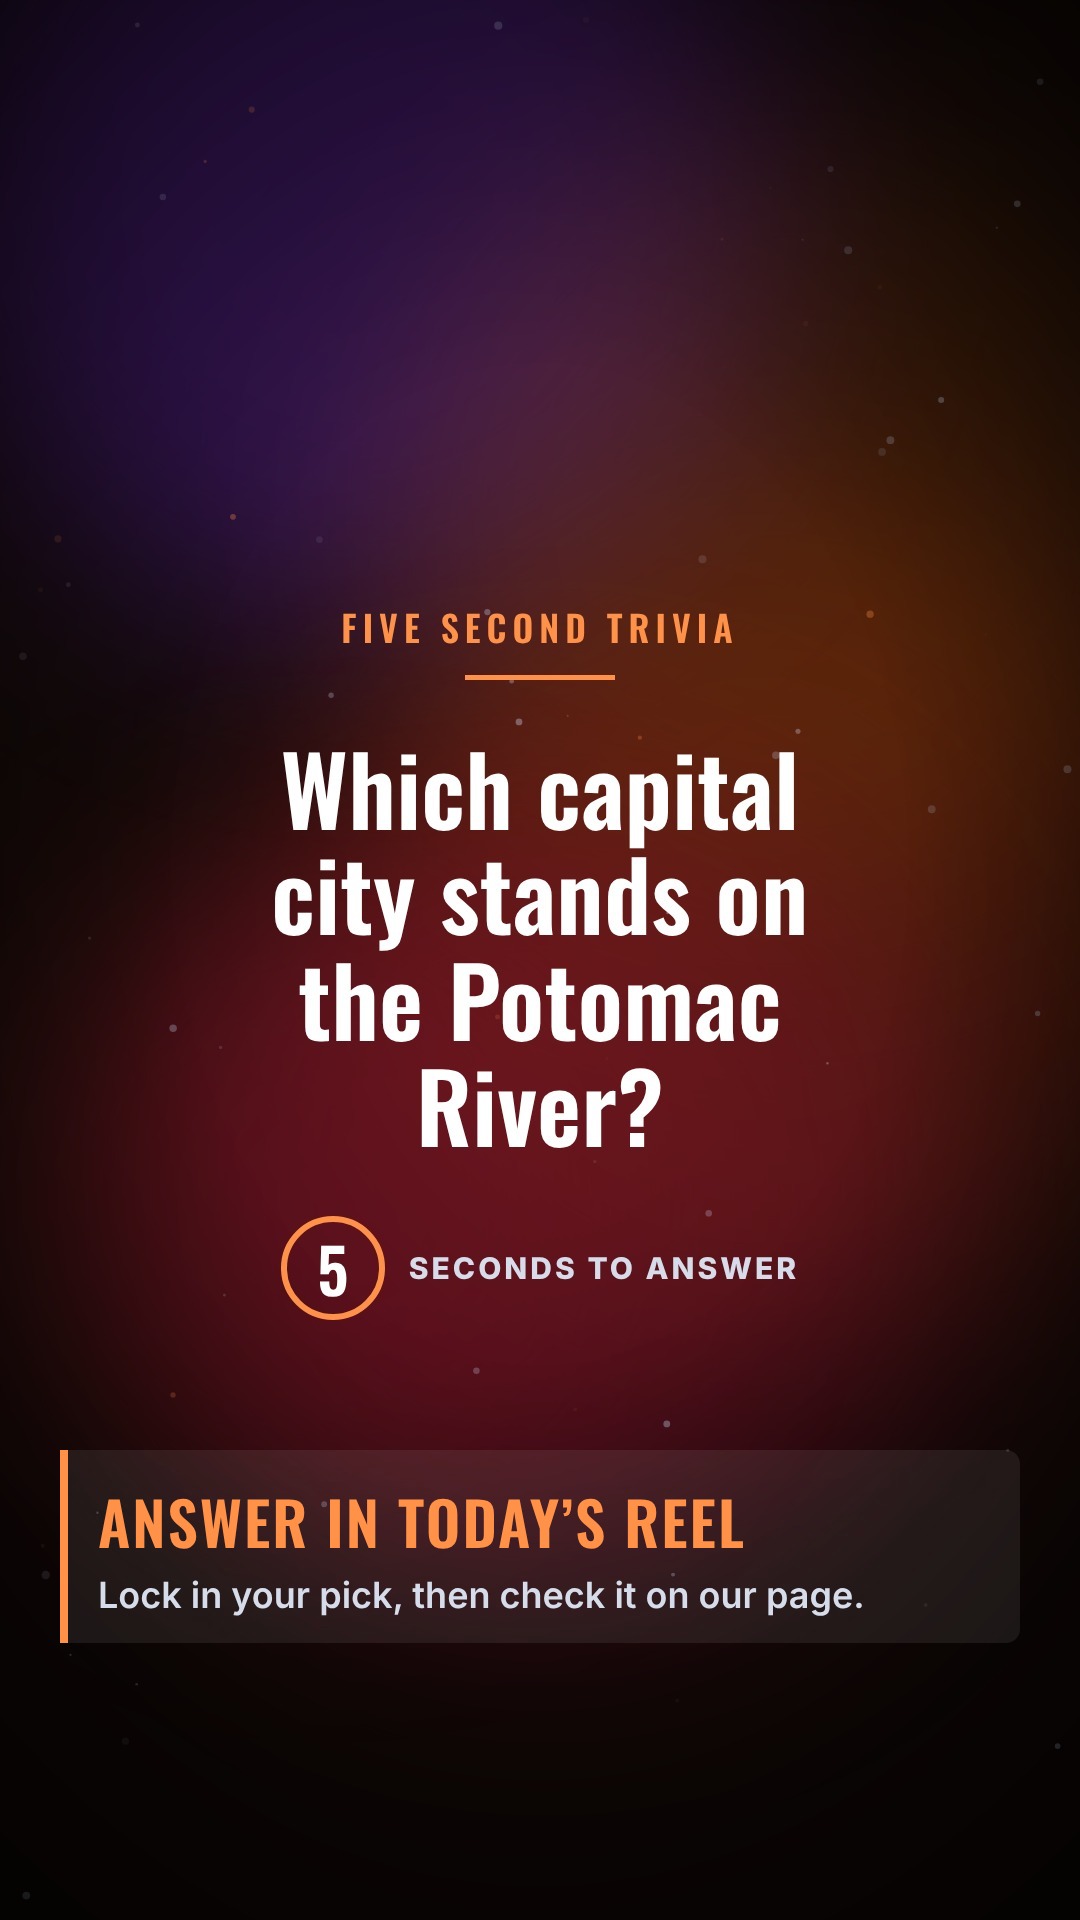 FIVE SECOND TRIVIA
Which capital
city stands on
the Potomac
River?
5 SECONDS TO ANSWER
ANSWER IN TODAY’S REEL
Lock in your pick, then check it on our page.